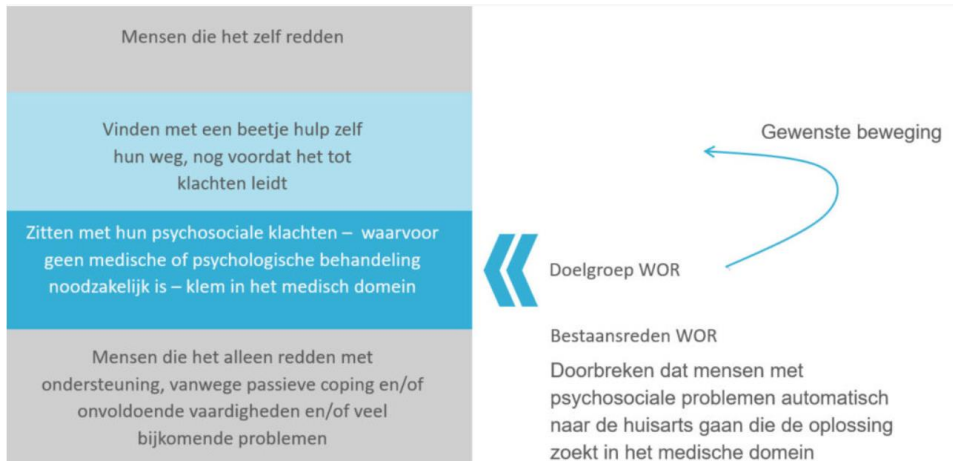 Mensen die het zelf redden
Vinden met een beetje hulp zelf
hun weg, nog voordat het tot
klachten leidt
Zitten met hun psychosociale klachten – waarvoor
geen medische of psychologische behandeling
noodzakelijk is – klem in het medisch domein
Mensen die het alleen redden met
ondersteuning, vanwege passieve coping en/of
onvoldoende vaardigheden en/of veel
bijkomende problemen
Gewenste beweging
Doelgroep WOR
Bestaansreden WOR
Doorbreken dat mensen met
psychosociale problemen automatisch
naar de huisarts gaan die de oplossing
zoekt in het medische domein